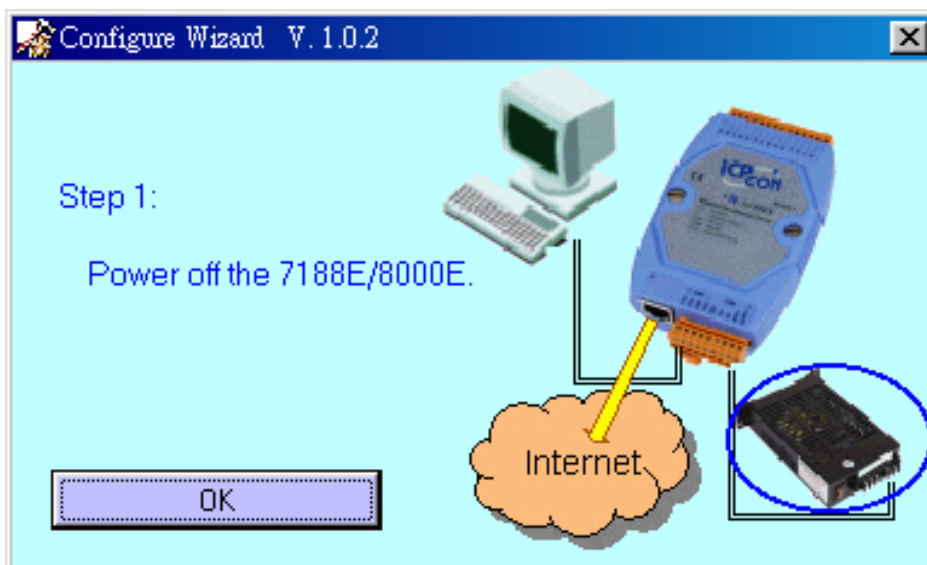 Configure Wizard V. 1.0.2
Step 1:
Power off the 7188E/8000E.
ICP
CON
CE
Internet
OK